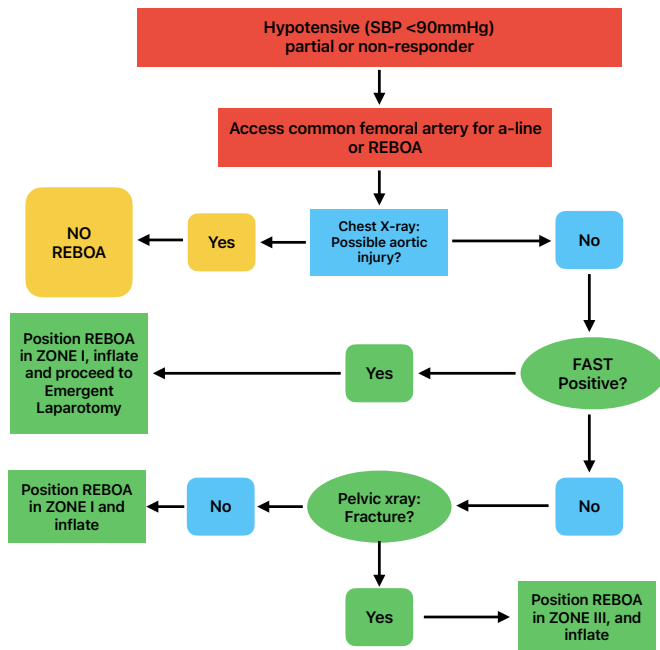 Hypotensive (SBP <90mmHg)
partial or non-responder
Access common femoral artery for a-line
or REBOA
NO
REBOA
Yes
Chest X-ray:
Possible aortic
injury?
No
Position REBOA
in ZONE I, inflate
and proceed to
Emergent
Laparotomy
Yes
FAST
Positive?
Position REBOA
in ZONE I and
inflate
No
Pelvic xray:
Fracture?
No
Yes
Position REBOA
in ZONE III, and
inflate